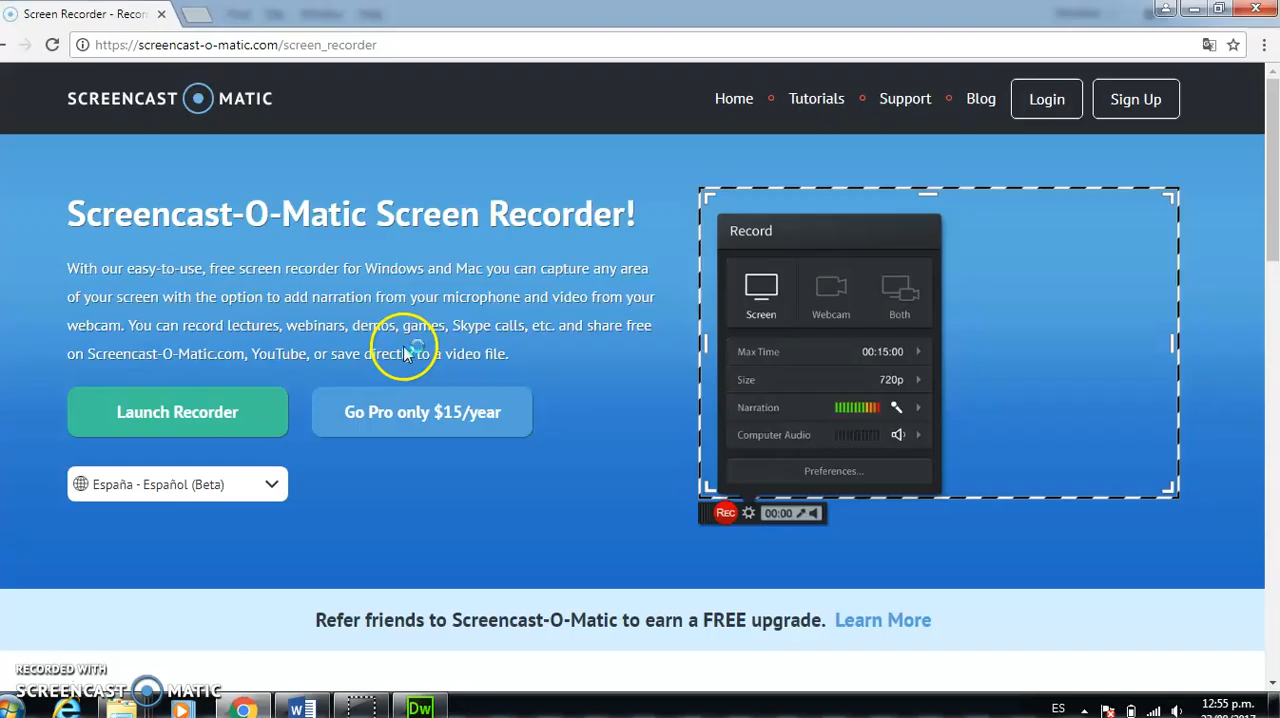 Screen Recorder - Recor
https://screencast-o-matic.com/screen_recorder
SCREENCAST MATIC
Home
Tutorials
Support
Blog
Login
Sign Up
Screencast-O-Matic Screen Recorder!
With our easy-to-use, free screen recorder for Windows and Mac you can capture any area
of your screen with the option to add narration from your microphone and video from your
webcam. You can record lectures, webinars, demos, games, Skype calls, etc. and share free
on Screencast-O-Matic.com, YouTube, or save directly to a video file.
Launch Recorder
Go Pro only $15/year
España - Español (Beta)
Record
Screen
Webcam
Both
Max Time 00:15:00
Size 720p
Narration
Computer Audio
Preferences...
REC
00:00
Refer friends to Screencast-O-Matic to earn a FREE upgrade. Learn More
RECORDED WITH
SCREENCAST MATIC
W
Dw
ES
12:55 p.m.